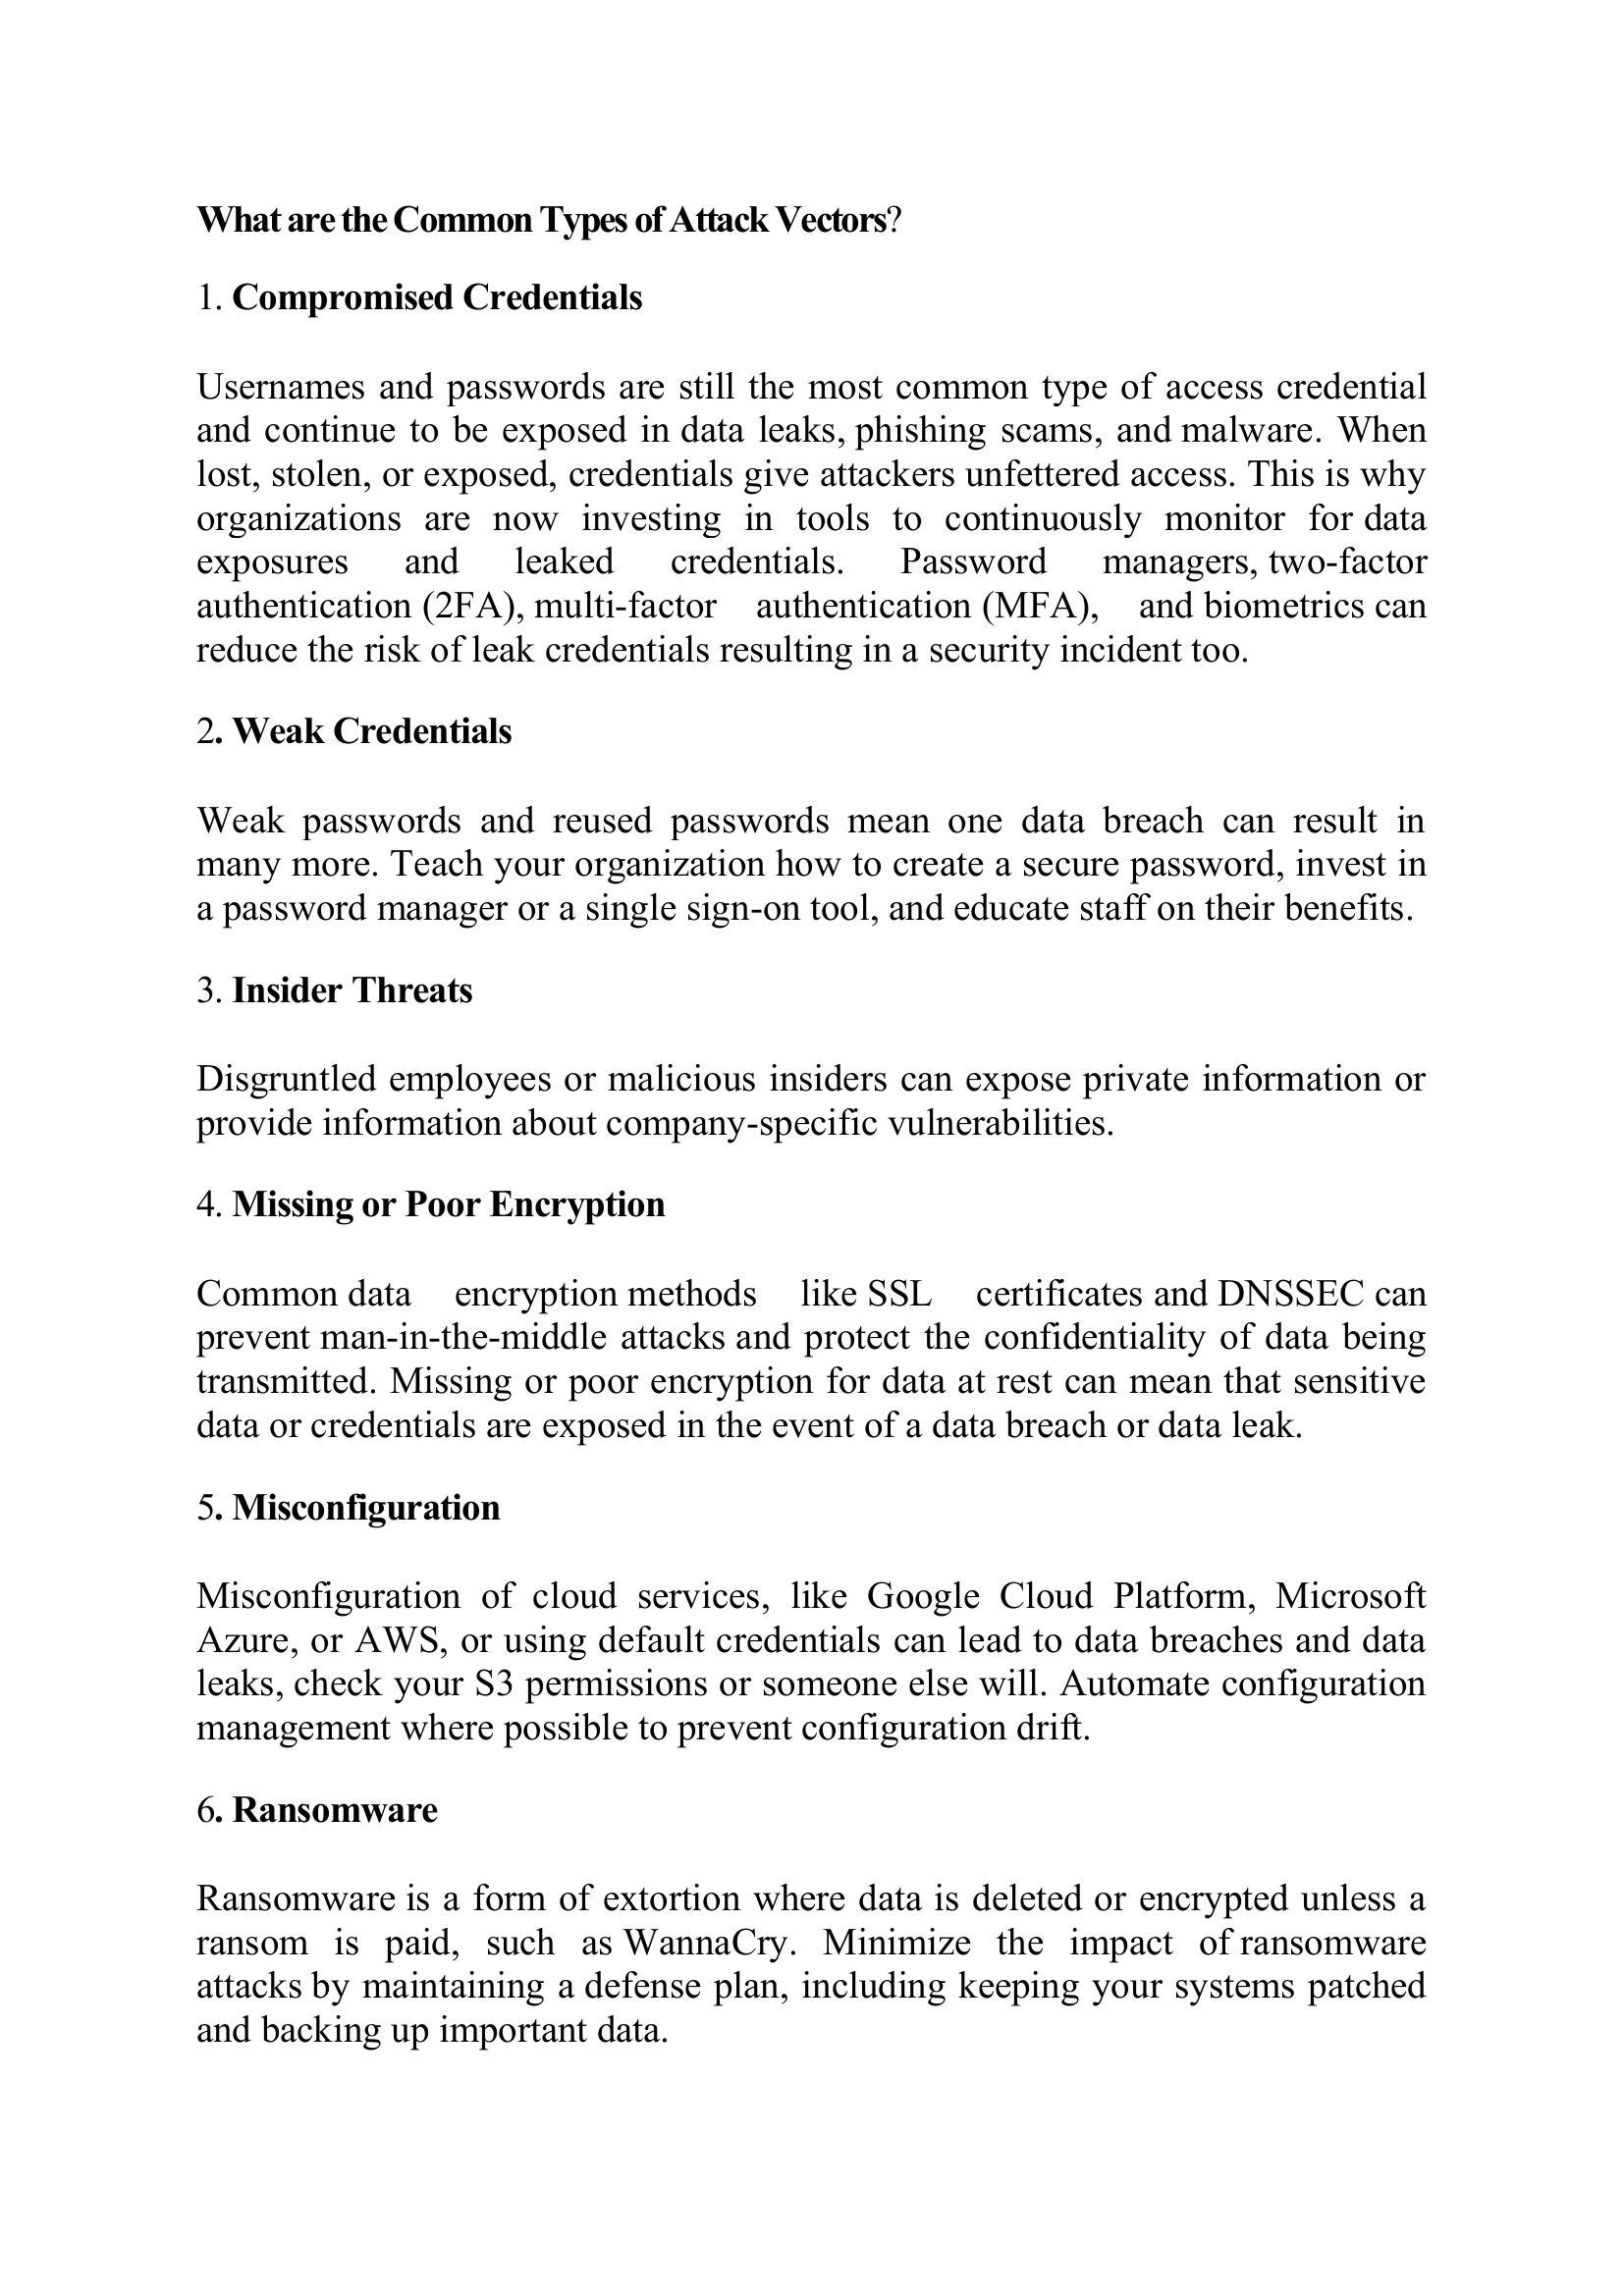 What are the Common Types of Attack Vectors?
1. Compromised Credentials
Usernames and passwords are still the most common type of access credential
and continue to be exposed in data leaks, phishing scams, and malware. When
lost, stolen, or exposed, credentials give attackers unfettered access. This is why
organizations are now investing in tools to continuously monitor for data
exposures and leaked credentials. Password managers, two-factor
authentication (2FA), multi-factor authentication (MFA), and biometrics can
reduce the risk of leak credentials resulting in a security incident too.
2. Weak Credentials
Weak passwords and reused passwords mean one data breach can result in
many more. Teach your organization how to create a secure password, invest in
a password manager or a single sign-on tool, and educate staff on their benefits.
3. Insider Threats
Disgruntled employees or malicious insiders can expose private information or
provide information about company-specific vulnerabilities.
4. Missing or Poor Encryption
Common data encryption methods like SSL certificates and DNSSEC can
prevent man-in-the-middle attacks and protect the confidentiality of data being
transmitted. Missing or poor encryption for data at rest can mean that sensitive
data or credentials are exposed in the event of a data breach or data leak.
5. Misconfiguration
Misconfiguration of cloud services, like Google Cloud Platform, Microsoft
Azure, or AWS, or using default credentials can lead to data breaches and data
leaks, check your S3 permissions or someone else will. Automate configuration
management where possible to prevent configuration drift.
6. Ransomware
Ransomware is a form of extortion where data is deleted or encrypted unless a
ransom is paid, such as WannaCry. Minimize the impact of ransomware
attacks by maintaining a defense plan, including keeping your systems patched
and backing up important data.